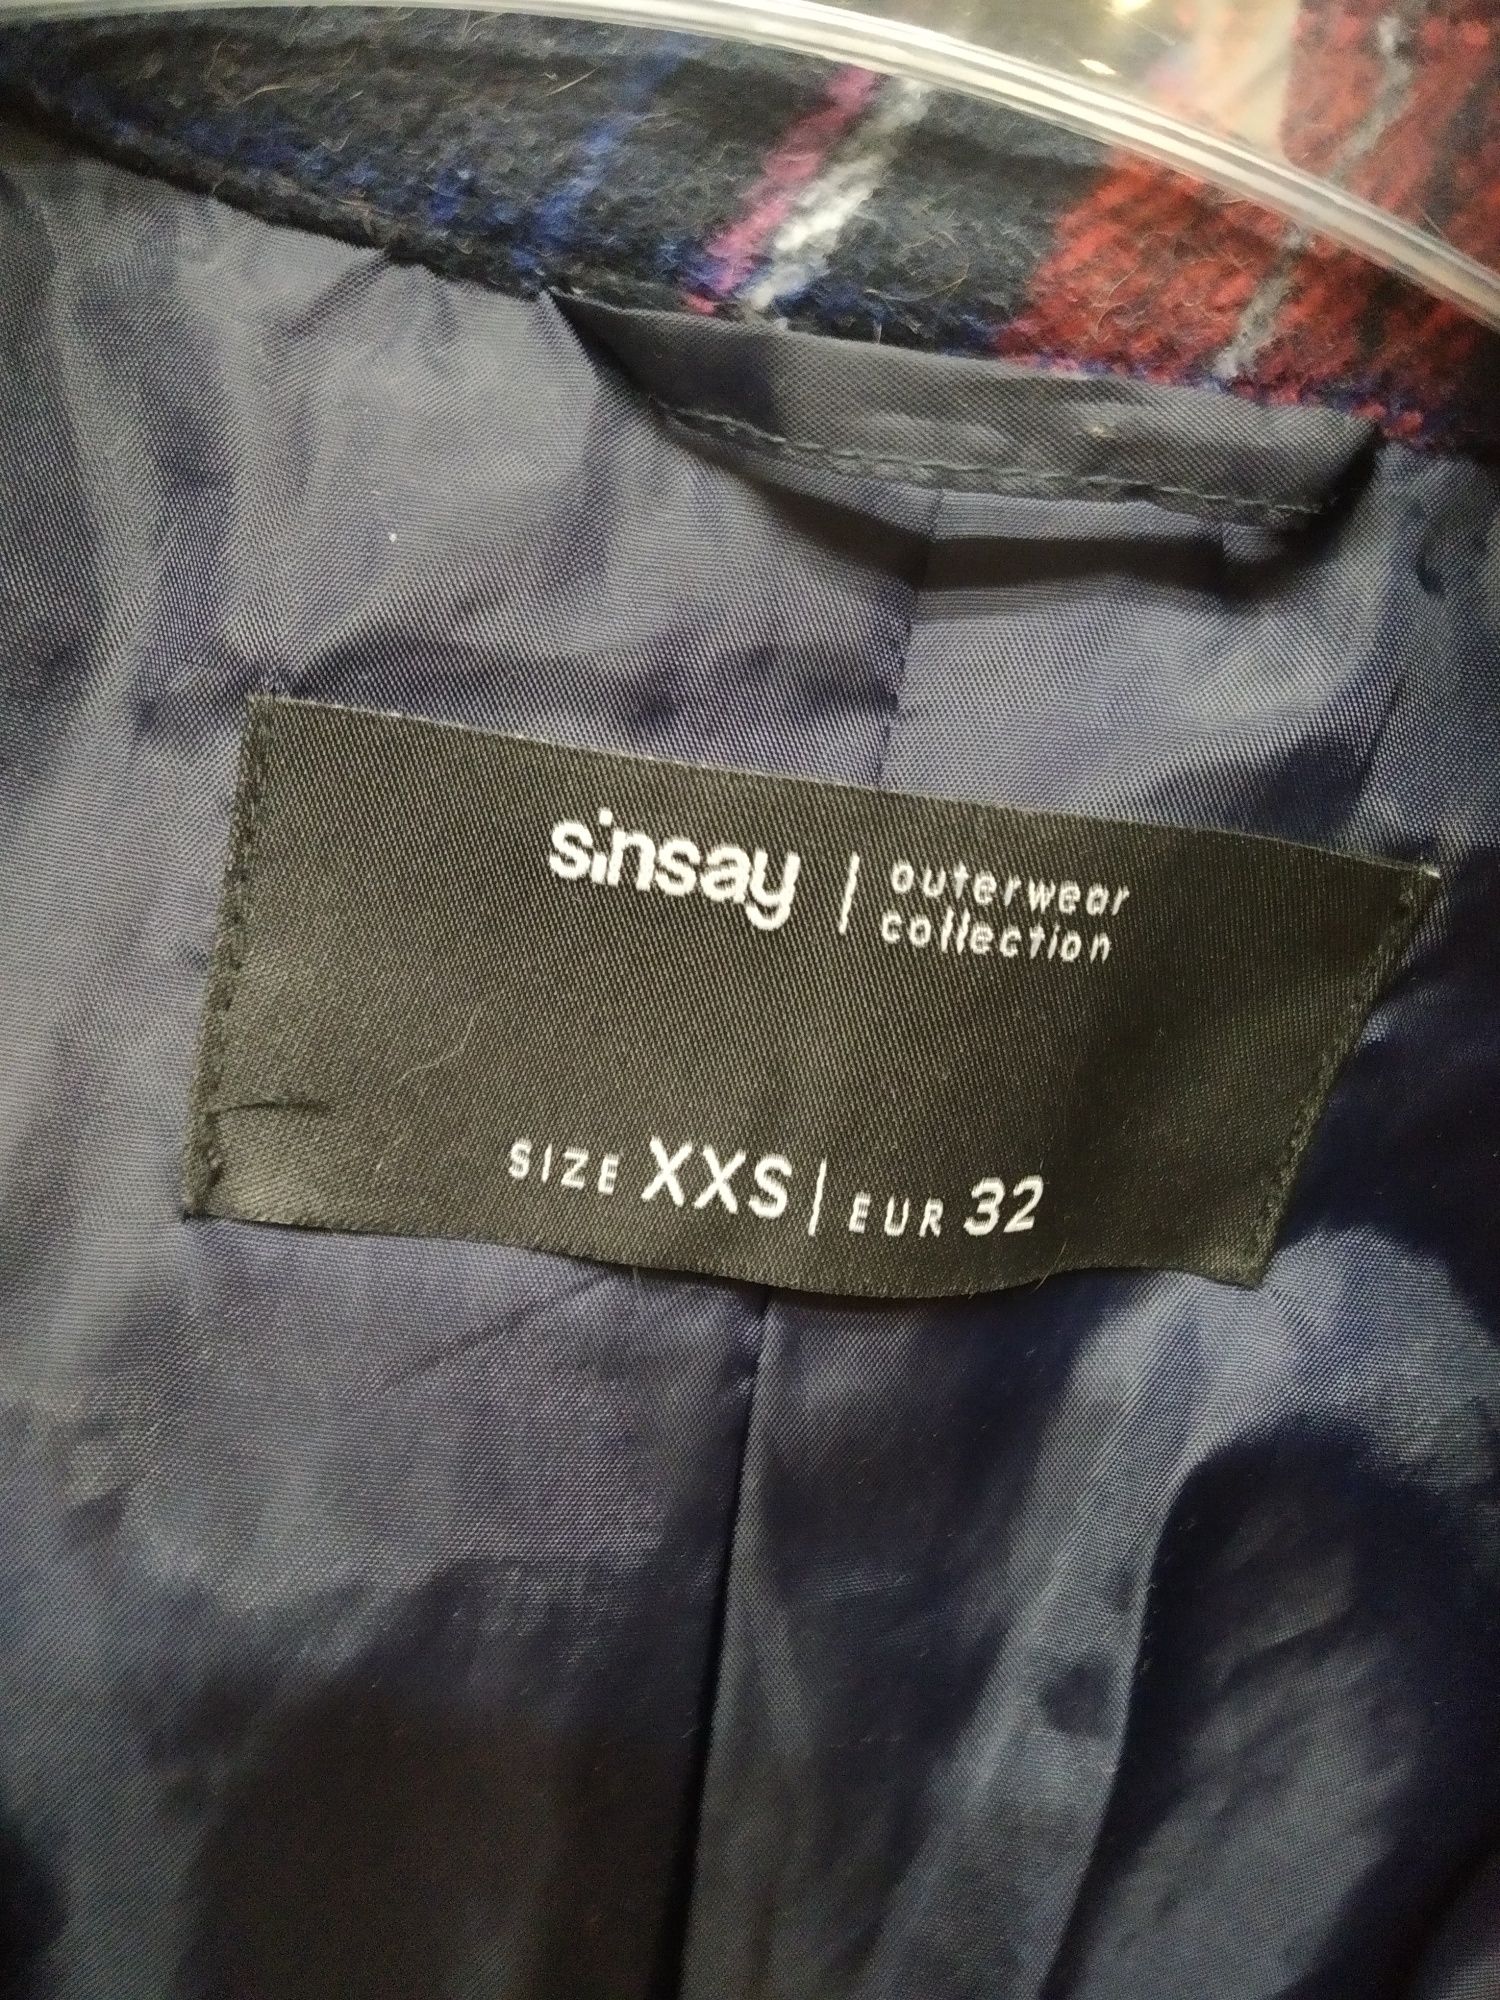 sinsay | outerwear
collection
SIZE XXS | EUR 32